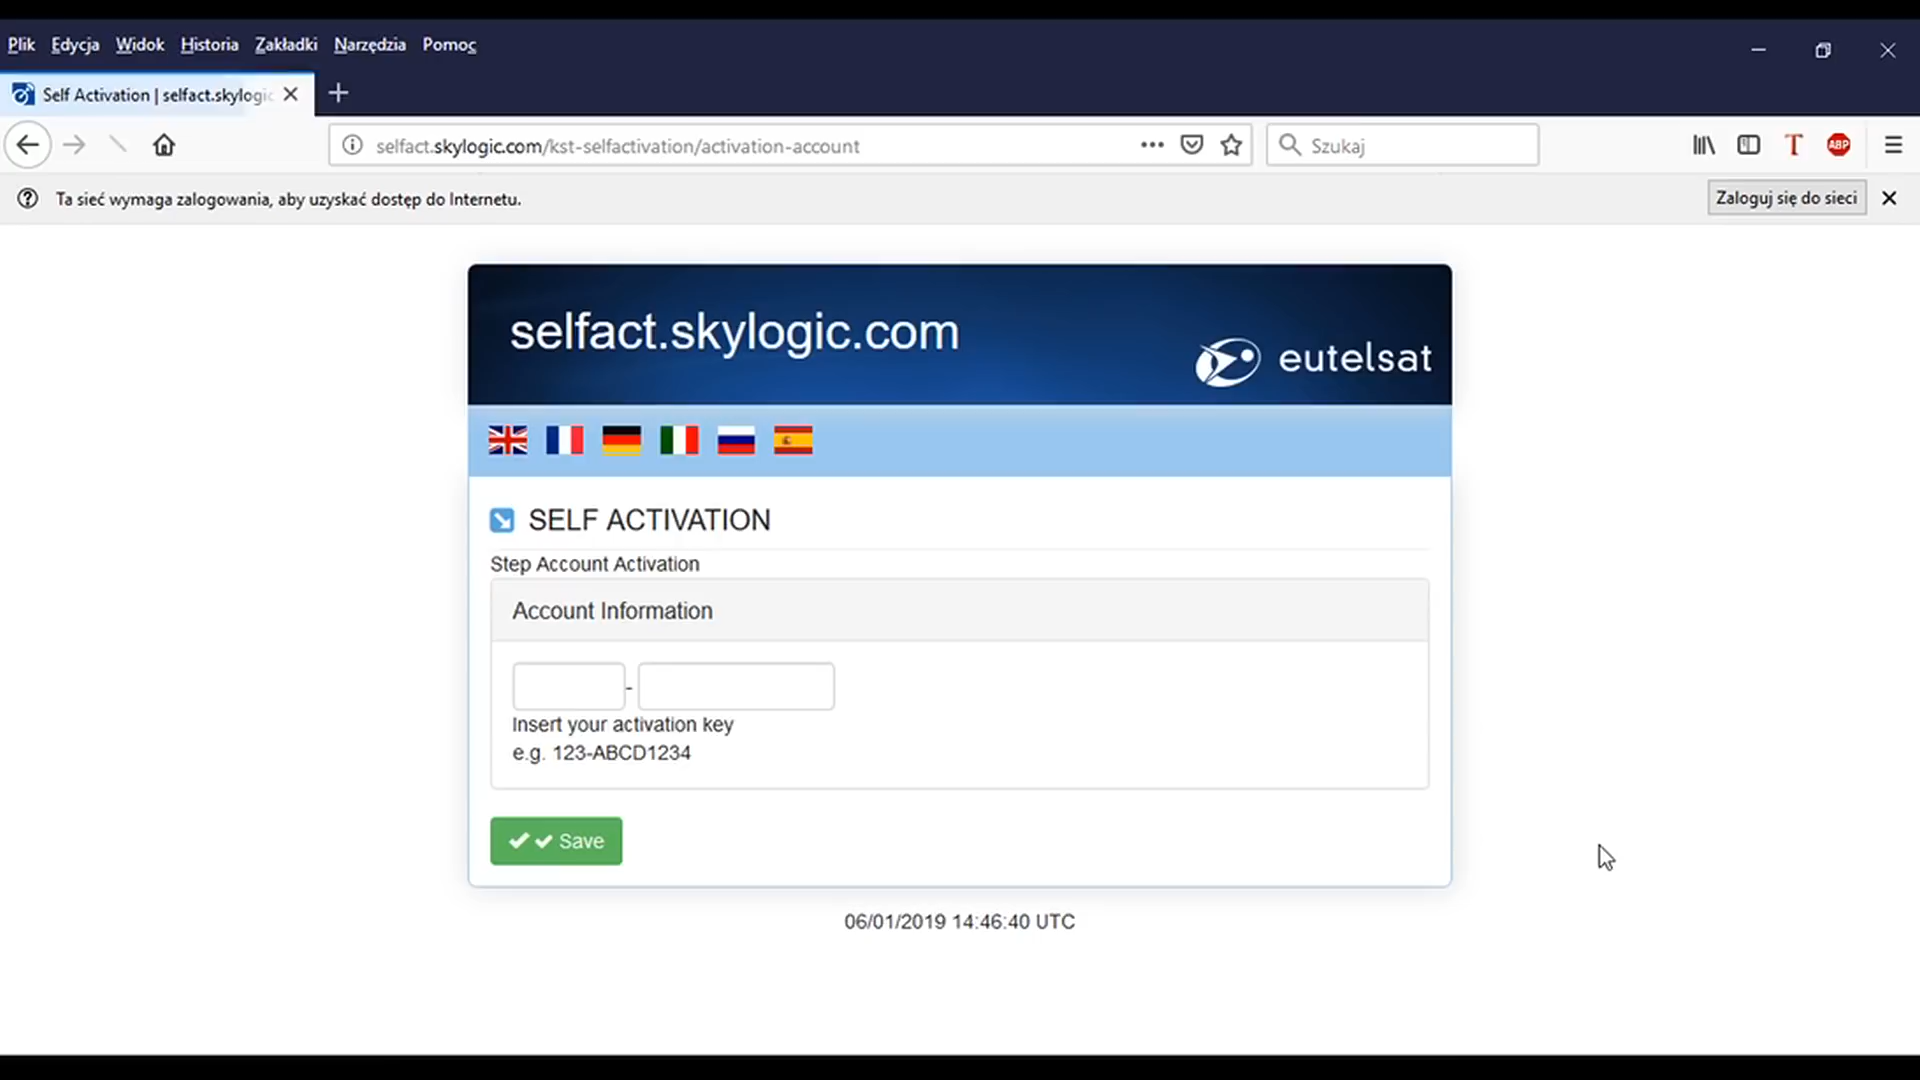 Plik Edycja Widok Historia Zakładki Narzędzia Pomoc
Self Activation | selfact.skylogic
selfact.skylogic.com/kst-selfactivation/activation-account
Szukaj
T
ABP
Ta sieć wymaga zalogowania, aby uzyskać dostęp do Internetu.
Zaloguj się do sieci
selfact.skylogic.com
eutelsat
SELF ACTIVATION
Step Account Activation
Account Information
-
Insert your activation key
e.g. 123-ABCD1234
Save
06/01/2019 14:46:40 UTC